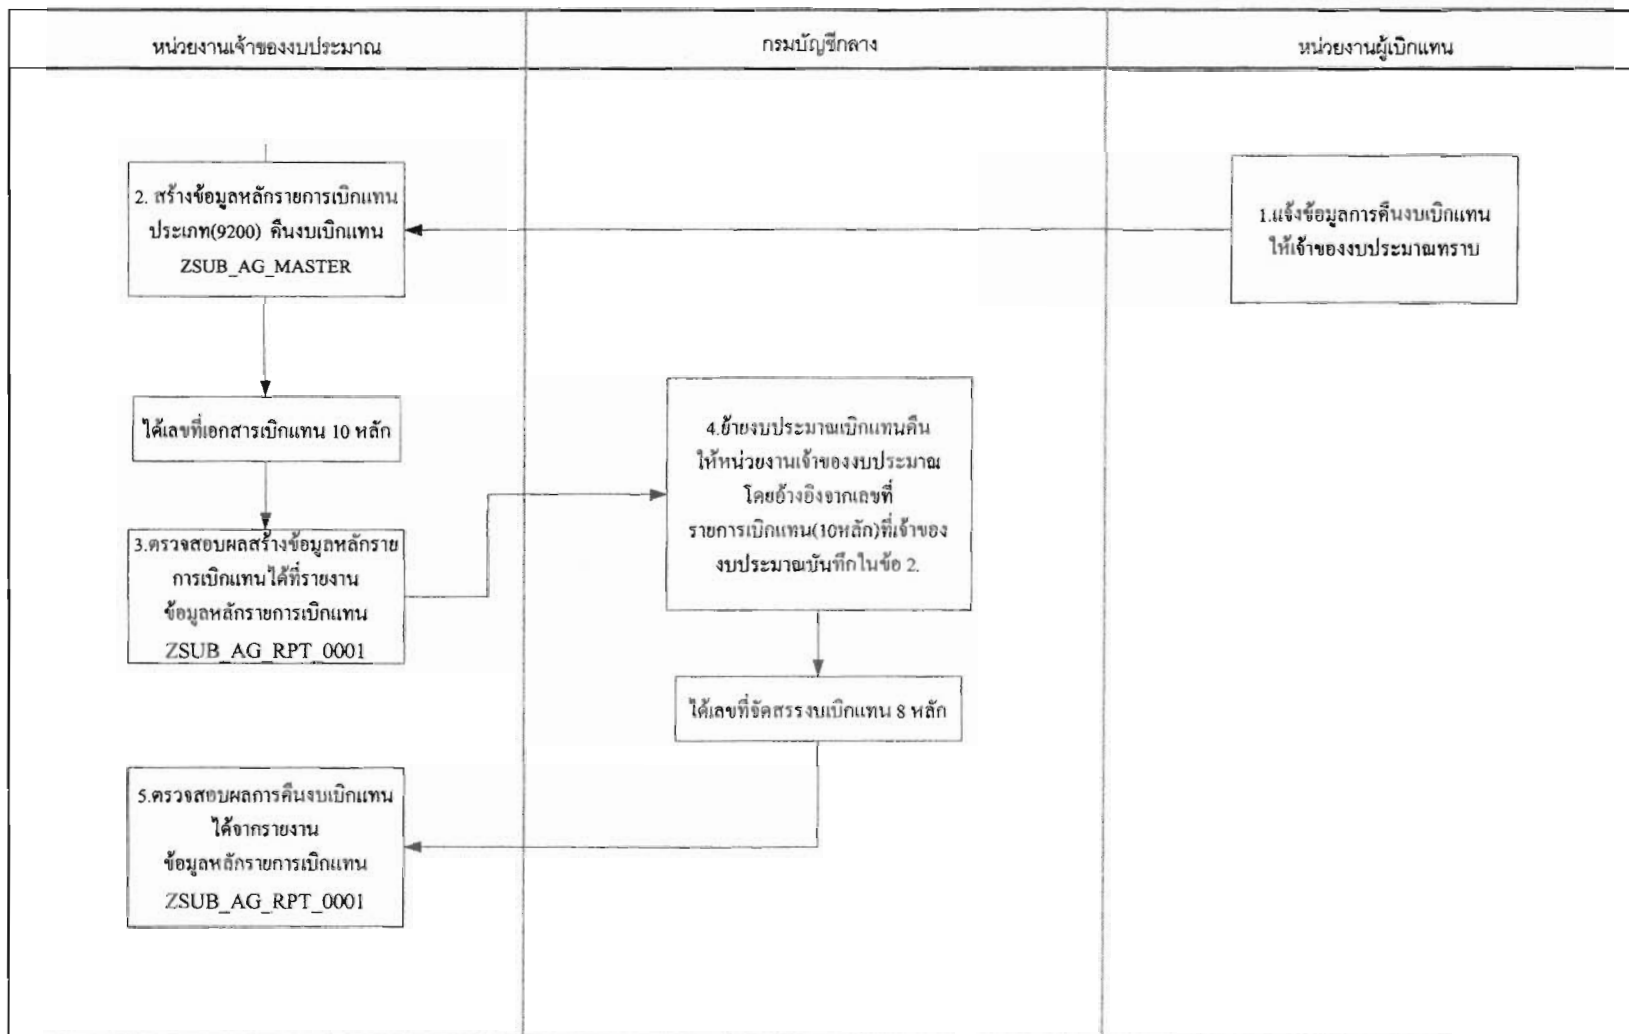 หน่วยงานเจ้าของงบประมาณ
กรมบัญชีกลาง
หน่วยงานผู้เบิกแทน
1.แจ้งข้อมูลการคืนงบเบิกแทน
ให้เจ้าของงบประมาณทราบ
2. สร้างข้อมูลหลักรายการเบิกแทน
ประเภท(9200) คืนงบเบิกแทน
ZSUB_AG_MASTER
ได้เลขที่เอกสารเบิกแทน 10 หลัก
3.ตรวจสอบผลสร้างข้อมูลหลักราย
การเบิกแทนได้ที่รายงาน
ข้อมูลหลักรายการเบิกแทน
ZSUB_AG_RPT_0001
4.ย้ายงบประมาณเบิกแทนคืน
ให้หน่วยงานเจ้าของงบประมาณ
โดยอ้างอิงจากเลขที่
รายการเบิกแทน(10หลัก)ที่เจ้าของ
งบประมาณบันทึกในข้อ 2.
ได้เลขที่จัดสรรงบเบิกแทน 8 หลัก
5.ตรวจสอบผลการคืนงบเบิกแทน
ได้จากรายงาน
ข้อมูลหลักรายการเบิกแทน
ZSUB_AG_RPT_0001